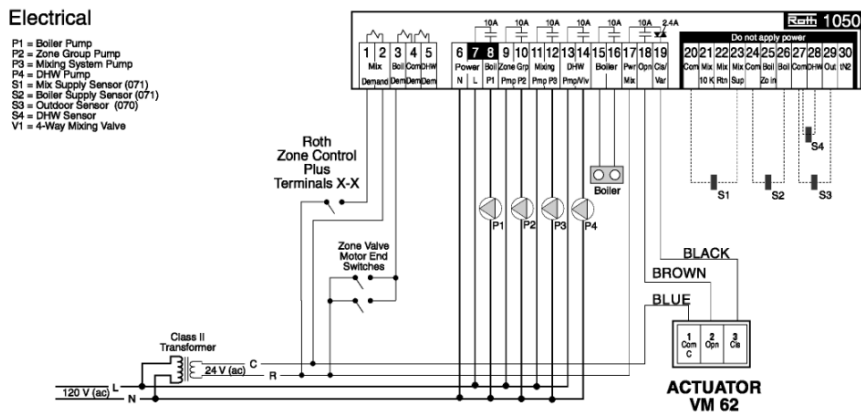 Electrical
P1 = Boiler Pump
P2 = Zone Group Pump
P3 = Mixing System Pump
P4 = DHW Pump
S1 = Mix Supply Sensor (071)
S2 = Boiler Supply Sensor (071)
S3 = Outdoor Sensor (070)
S4 = DHW Sensor
V1 = 4-Way Mixing Valve
Roth 1050
10A 10A 10A 10A 10A 10A 2.4A
Do not apply power
1 2 3 4 5 6 7 8 9 10 11 12 13 14 15 16 17 18 19 20 21 22 23 24 25 26 27 28 29 30
Mix Boil Com DHW Power Boil Zone Grp Mixing DHW Boiler Pwr Opn Cls/ Com Mix Mix Mix Com Boil Boil Com DHW Out tN2
Demand Dem Dem N L P1 Pmp P2 Pmp P3 Pmp/Vlv Mix Var 10 K Rtn Sup Zc in
Roth
Zone Control
Plus
Terminals X-X
Zone Valve
Motor End
Switches
Boiler
P1 P2 P3 P4
S4
S1 S2 S3
BLACK
BROWN
BLUE
1 2 3
Com Opn Cls
C
ACTUATOR
VM 62
Class II
Transformer
24 V (ac)
C
R
120 V (ac)
L
N